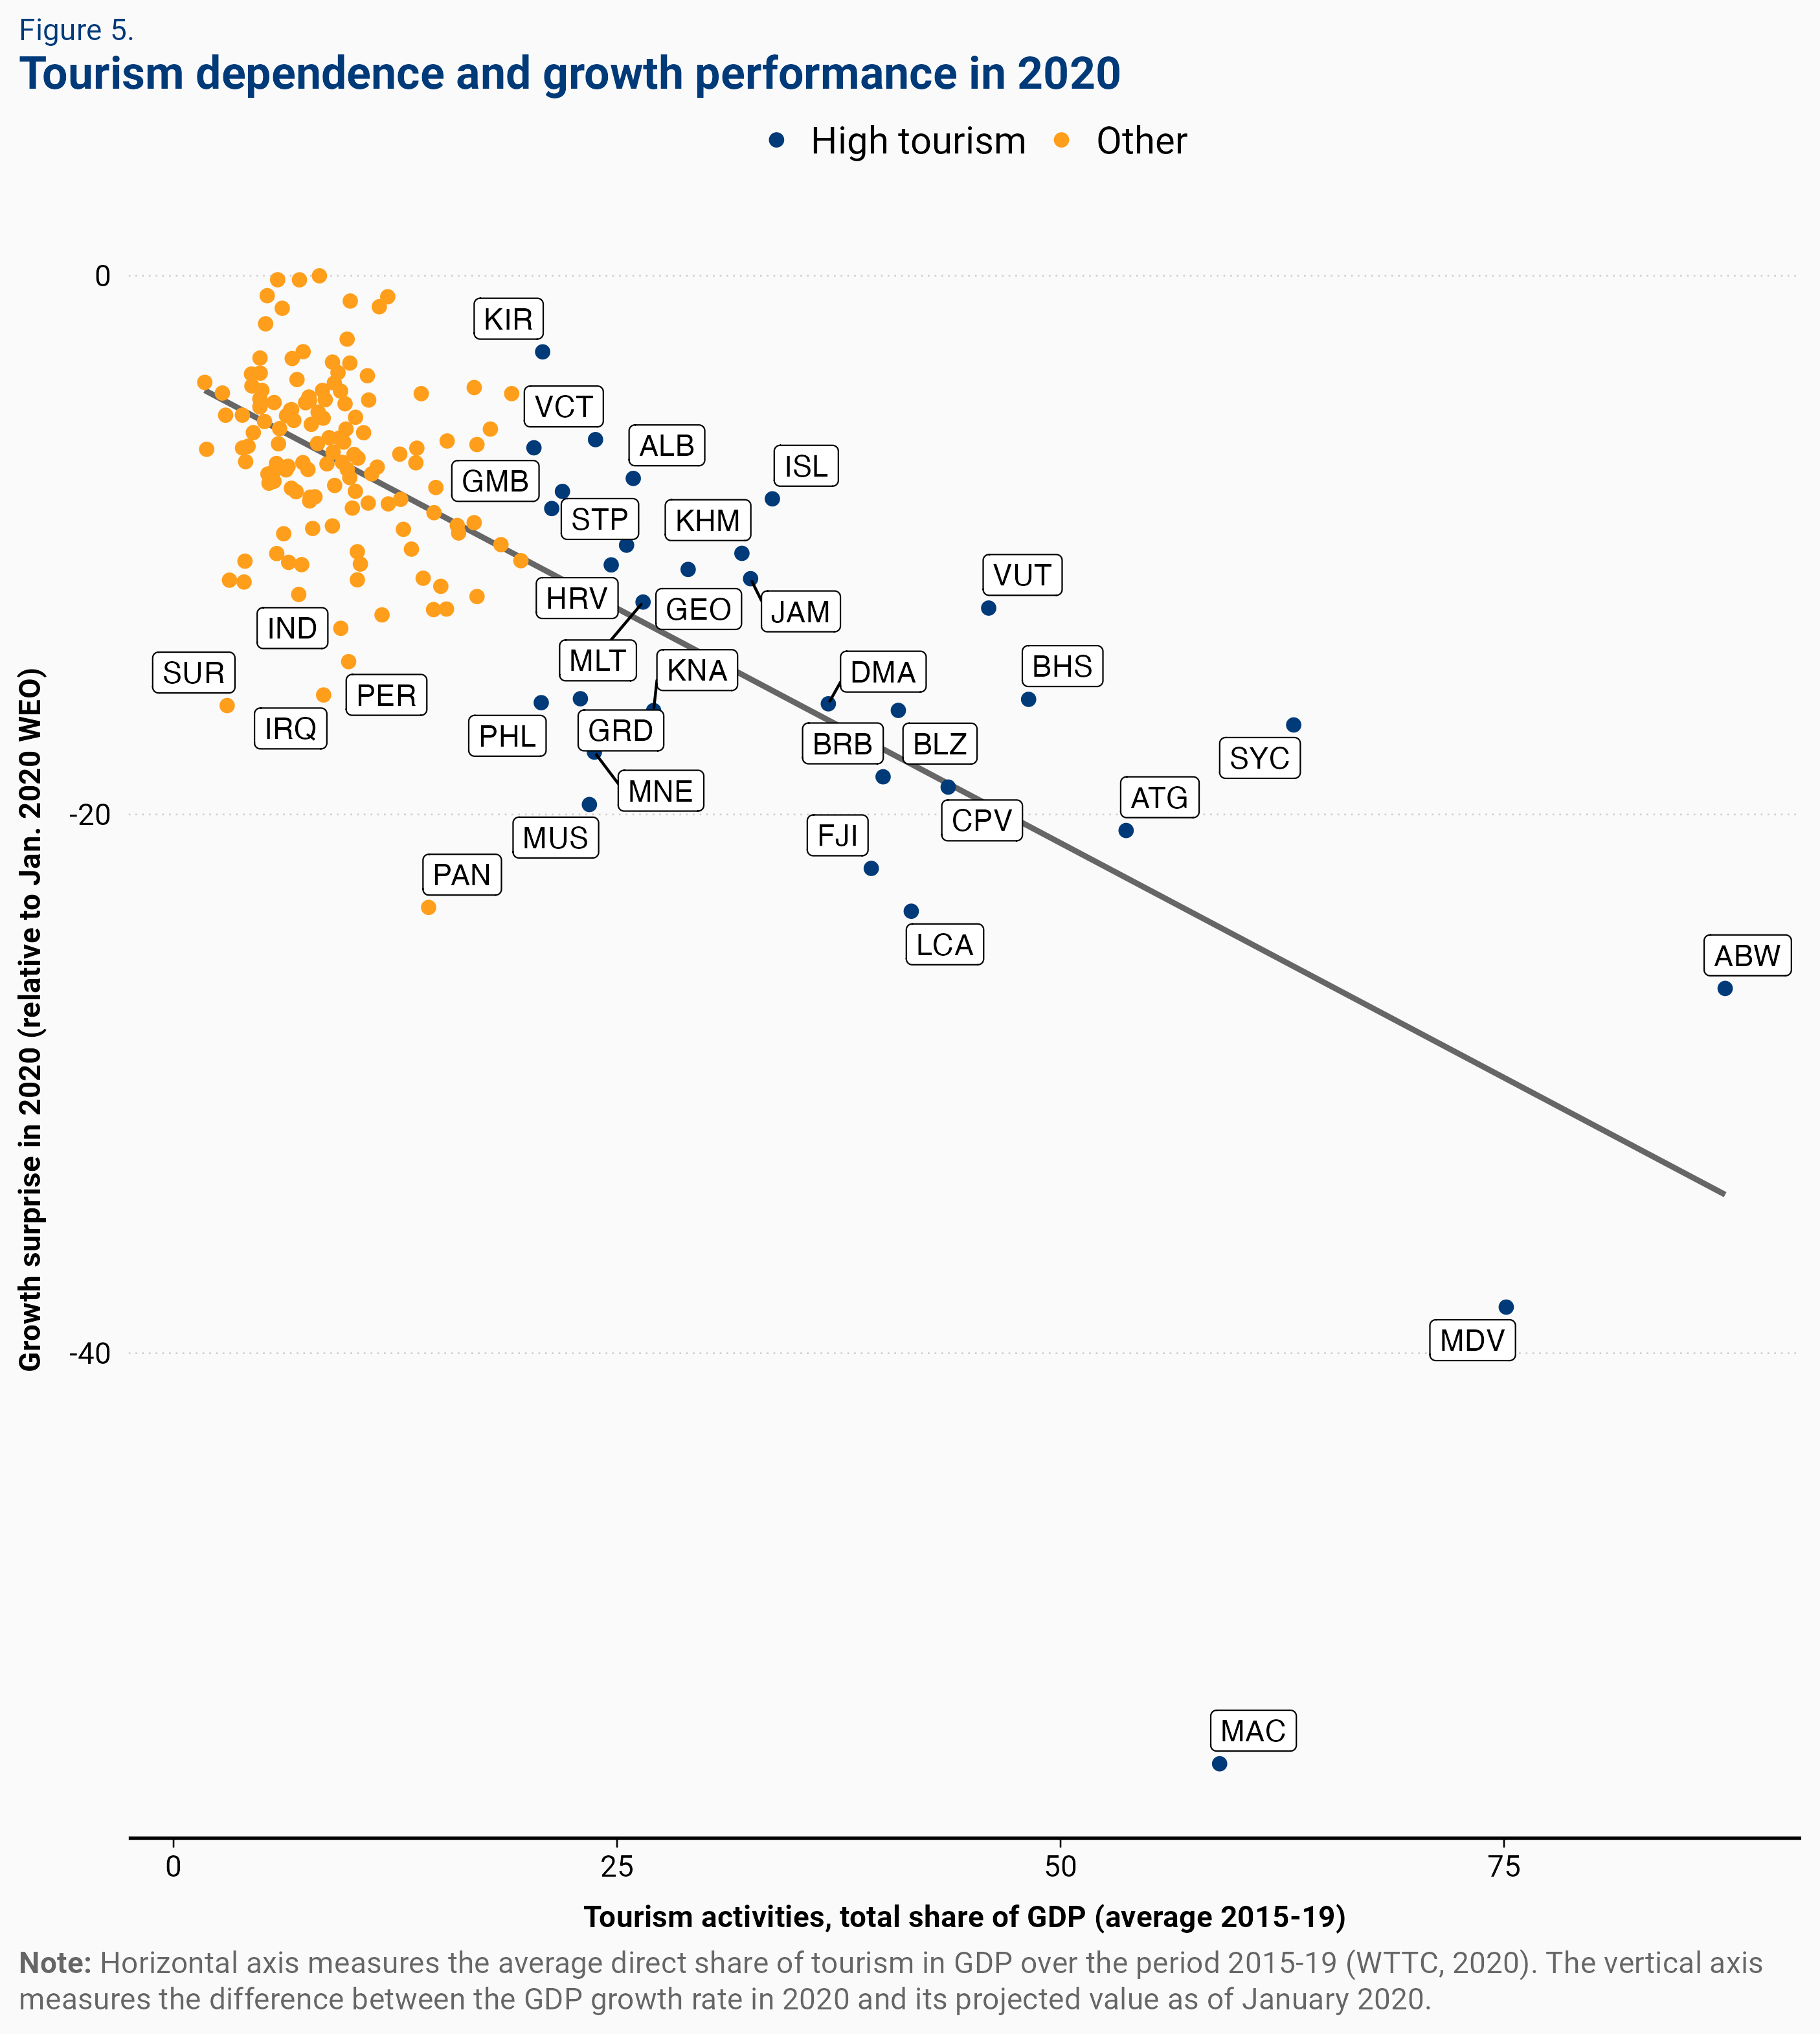 Figure 5.
Tourism dependence and growth performance in 2020
High tourism Other
0
KIR
VCT
ALB
ISL
GMB
STP
KHM
VUT
HRV
GEO
JAM
IND
MLT
SUR
KNA
DMA
BHS
PER
IRQ
PHL
GRD
BRB
BLZ
SYC
MNE
ATG
-20
CPV
MUS
FJI
PAN
LCA
ABW
MDV
-40
MAC
Growth surprise in 2020 (relative to Jan. 2020 WEO)
0 25 50 75
Tourism activities, total share of GDP (average 2015-19)
Note: Horizontal axis measures the average direct share of tourism in GDP over the period 2015-19 (WTTC, 2020). The vertical axis
measures the difference between the GDP growth rate in 2020 and its projected value as of January 2020.